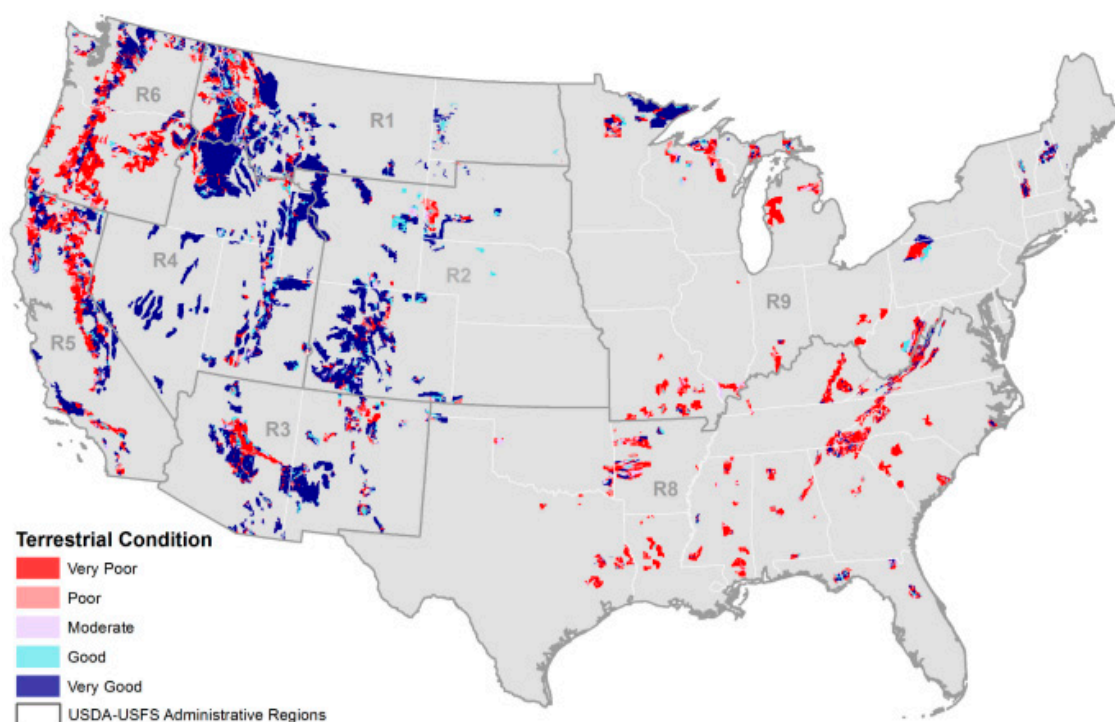 R6
R1
R4
R2
R9
R5
R3
R8
Terrestrial Condition
Very Poor
Poor
Moderate
Good
Very Good
USDA-USFS Administrative Regions